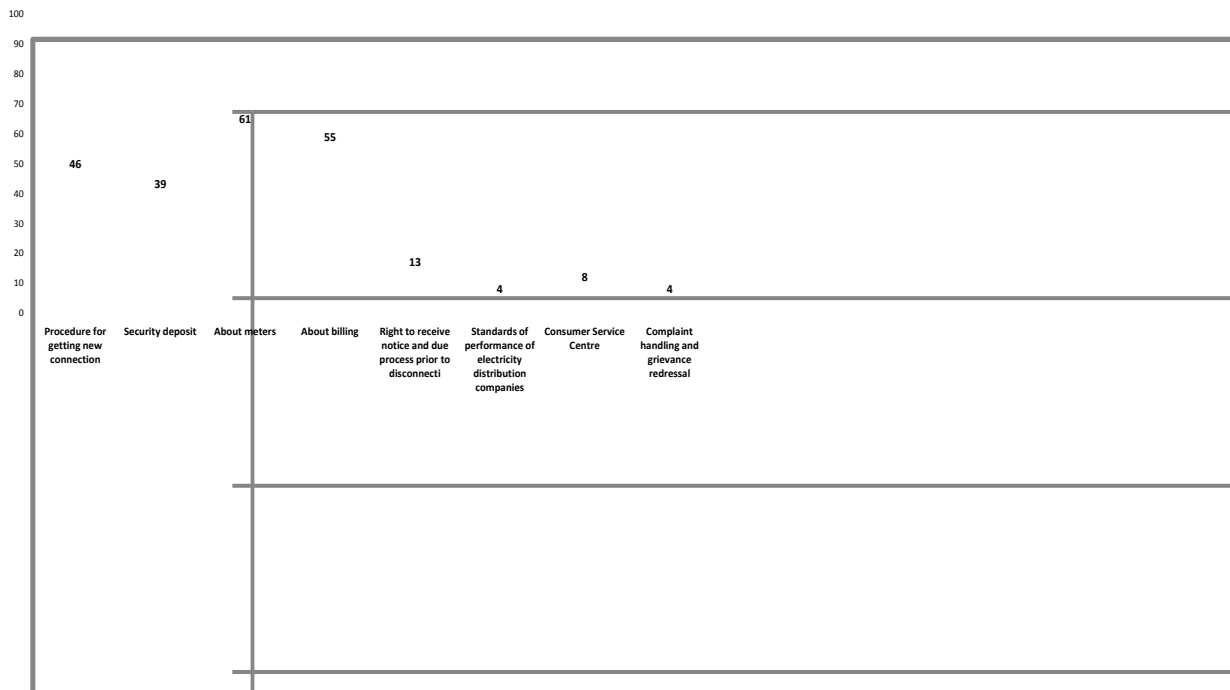 100
90
80
70
60
50
40
30
20
10
0
46
39
61
55
13
4
8
4
Procedure for
getting new
connection
Security deposit
About meters
About billing
Right to receive
notice and due
process prior to
disconnecti
Standards of
performance of
electricity
distribution
companies
Consumer Service
Centre
Complaint
handling and
grievance
redressal